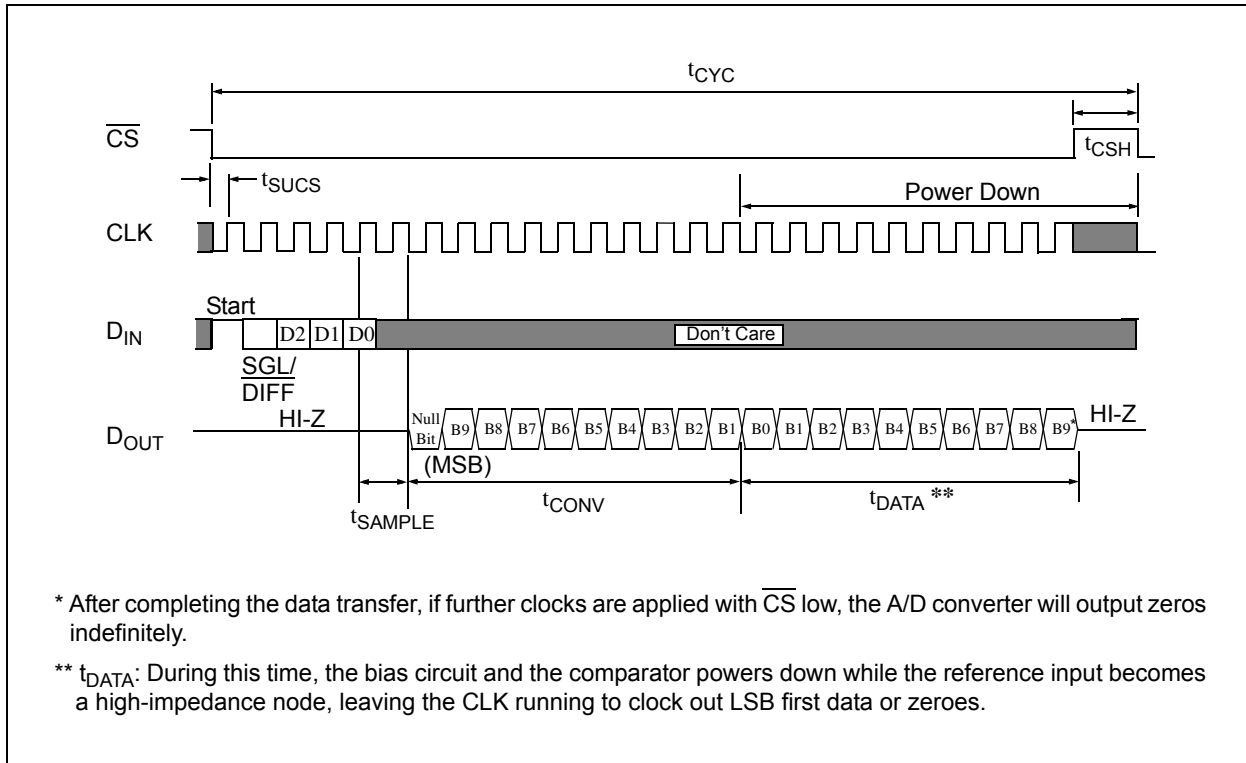 tCYC
CS
tCSH
tSUCS
Power Down
CLK
Start
DIN
D2 D1 D0
Don't Care
SGL/
DIFF
HI-Z
HI-Z
DOUT
Null
Bit
B9 B8 B7 B6 B5 B4 B3 B2 B1 B0 B1 B2 B3 B4 B5 B6 B7 B8 B9*
(MSB)
tSAMPLE
tCONV
tDATA **
* After completing the data transfer, if further clocks are applied with CS low, the A/D converter will output zeros
indefinitely.
** tDATA: During this time, the bias circuit and the comparator powers down while the reference input becomes
a high-impedance node, leaving the CLK running to clock out LSB first data or zeroes.